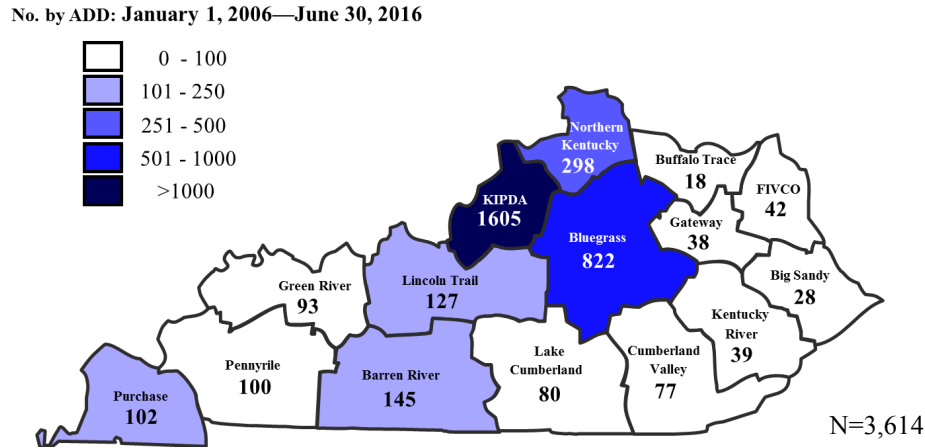 No. by ADD: January 1, 2006—June 30, 2016
0 - 100
101 - 250
251 - 500
501 - 1000
>1000
Northern
Kentucky
298
Buffalo Trace
18
FIVCO
42
KIPDA
1605
Gateway
38
Bluegrass
822
Big Sandy
28
Green River
93
Lincoln Trail
127
Kentucky
River
39
Pennyrile
100
Barren River
145
Lake
Cumberland
80
Cumberland
Valley
77
Purchase
102
N=3,614